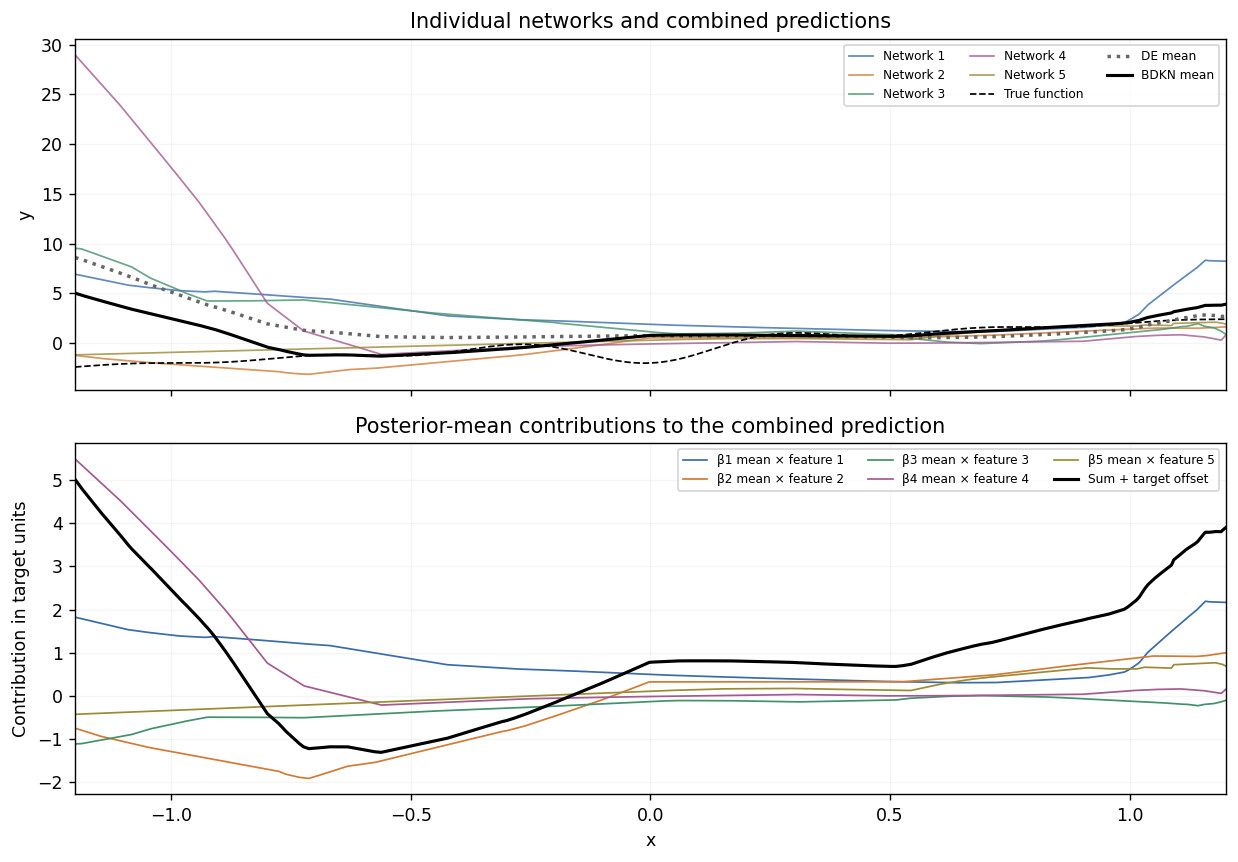 Individual networks and combined predictions
30
25
20
15
10
5
0
y
Network 1
Network 2
Network 3
Network 4
Network 5
True function
DE mean
BDKN mean
Posterior-mean contributions to the combined prediction
5
4
3
2
1
0
−1
−2
Contribution in target units
β1 mean × feature 1
β2 mean × feature 2
β3 mean × feature 3
β4 mean × feature 4
β5 mean × feature 5
Sum + target offset
−1.0
−0.5
0.0
0.5
1.0
x